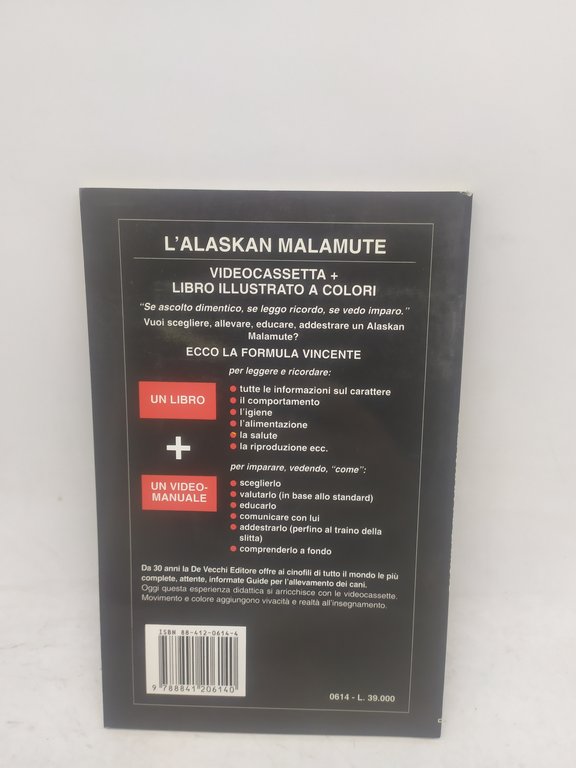 L'ALASKAN MALAMUTE
VIDEOCASSETTA +
LIBRO ILLUSTRATO A COLORI
"Se ascolto dimentico, se leggo ricordo, se vedo imparo."
Vuoi scegliere, allevare, educare, addestrare un Alaskan
Malamute?
ECCO LA FORMULA VINCENTE
per leggere e ricordare:
UN LIBRO
● tutte le informazioni sul carattere
● il comportamento
● l'igiene
● l'alimentazione
● la salute
● la riproduzione ecc.
+
per imparare, vedendo, "come":
UN VIDEO-
MANUALE
● sceglierlo
● valutarlo (in base allo standard)
● educarlo
● comunicare con lui
● addestrarlo (perfino al traino della
slitta)
● comprenderlo a fondo
Da 30 anni la De Vecchi Editore offre ai cinofili di tutto il mondo le più
complete, attente, informate Guide per l'allevamento dei cani.
Oggi questa esperienza didattica si arricchisce con le videocassette.
Movimento e colore aggiungono vivacità e realtà all'insegnamento.
ISBN 88-412-0614-4
9 788841 206140
0614 - L. 39.000